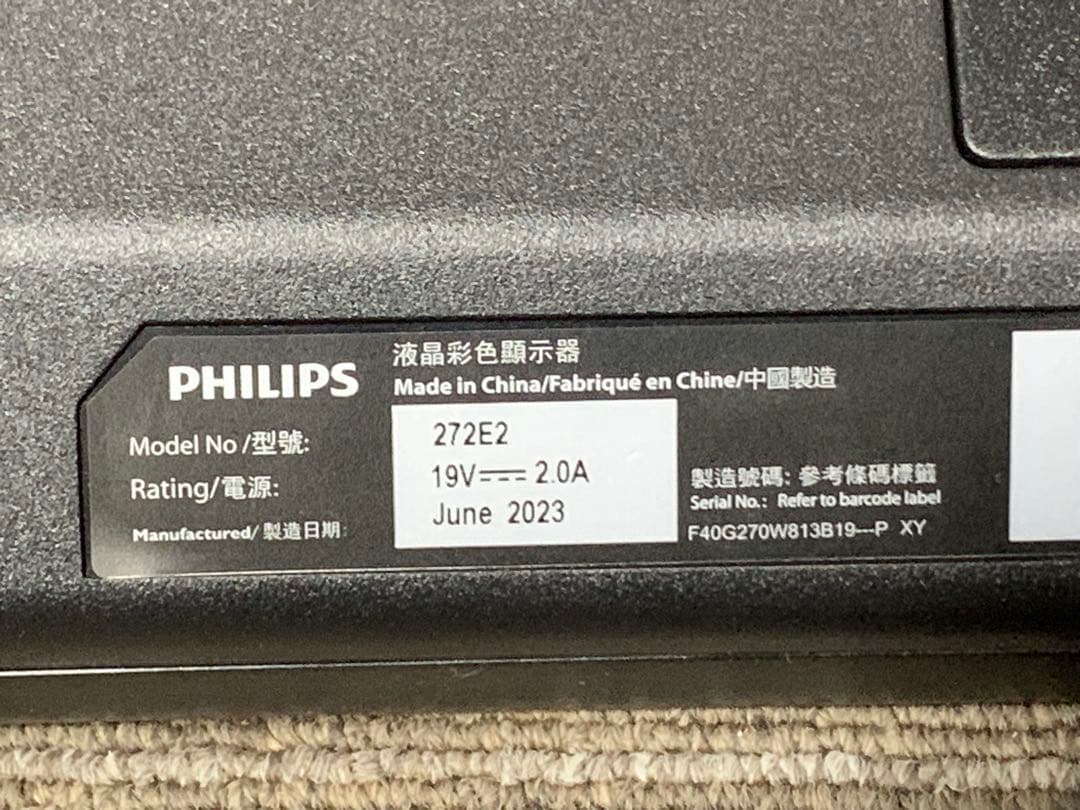 PHILIPS
液晶彩色顯示器
Made in China/Fabriqué en Chine/中國製造
Model No /型號: 272E2
Rating/電源: 19V⎓2.0A
Manufactured/製造日期: June 2023
製造號碼: 參考條碼標籤
Serial No.: Refer to barcode label
F40G270W813B19---P XY